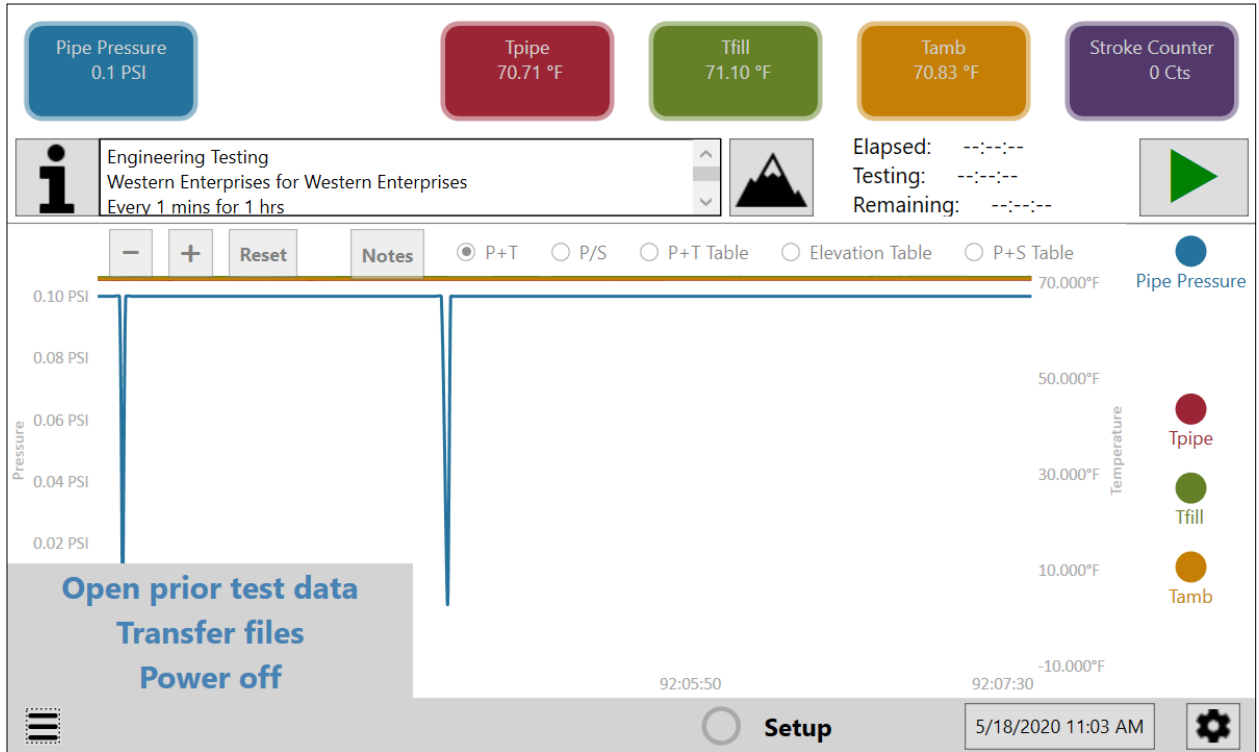 Pipe Pressure
0.1 PSI
Tpipe
70.71 °F
Tfill
71.10 °F
Tamb
70.83 °F
Stroke Counter
0 Cts
Engineering Testing
Western Enterprises for Western Enterprises
Every 1 mins for 1 hrs
Elapsed: --:--:--
Testing: --:--:--
Remaining: --:--:--
− + Reset Notes P+T P/S P+T Table Elevation Table P+S Table
Pipe Pressure
0.10 PSI
0.08 PSI
0.06 PSI
0.04 PSI
0.02 PSI
Pressure
70.000°F
50.000°F
30.000°F
10.000°F
-10.000°F
Temperature
Tpipe
Tfill
Tamb
92:05:50
92:07:30
Open prior test data
Transfer files
Power off
Setup
5/18/2020 11:03 AM